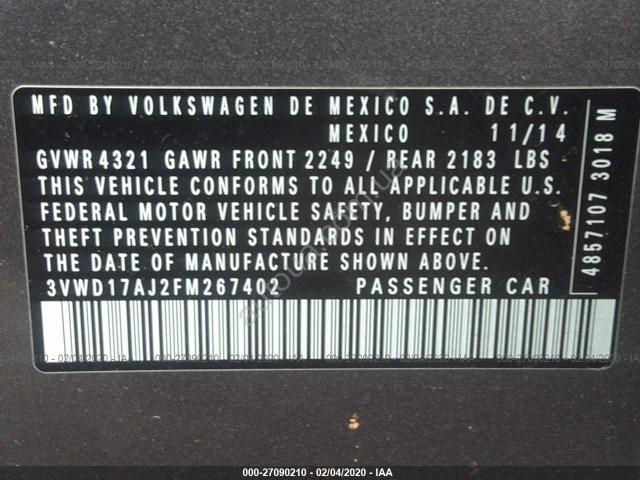 MFD BY VOLKSWAGEN DE MEXICO S.A. DE C.V.
MEXICO 11/14
GVWR 4321 GAWR FRONT 2249 / REAR 2183 LBS
THIS VEHICLE CONFORMS TO ALL APPLICABLE U.S.
FEDERAL MOTOR VEHICLE SAFETY, BUMPER AND
THEFT PREVENTION STANDARDS IN EFFECT ON
THE DATE OF MANUFACTURE SHOWN ABOVE.
3VWD17AJ2FM267402 PASSENGER CAR
4857107 3018 M
000-27090210 - 02/04/2020 - IAA